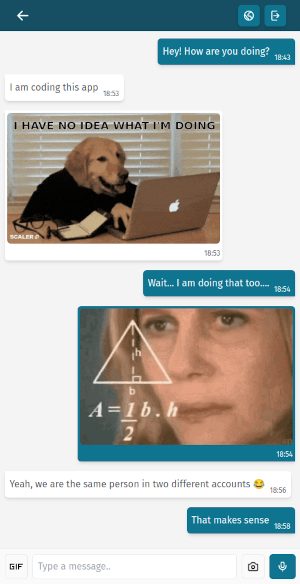 Hey! How are you doing?
18:43
I am coding this app
18:53
I HAVE NO IDEA WHAT I'M DOING
SCALER
18:53
Wait... I am doing that too....
18:54
h
b
A = 1 b . h
2
18:54
Yeah, we are the same person in two different accounts 😂
18:56
That makes sense
18:58
GIF
Type a message..